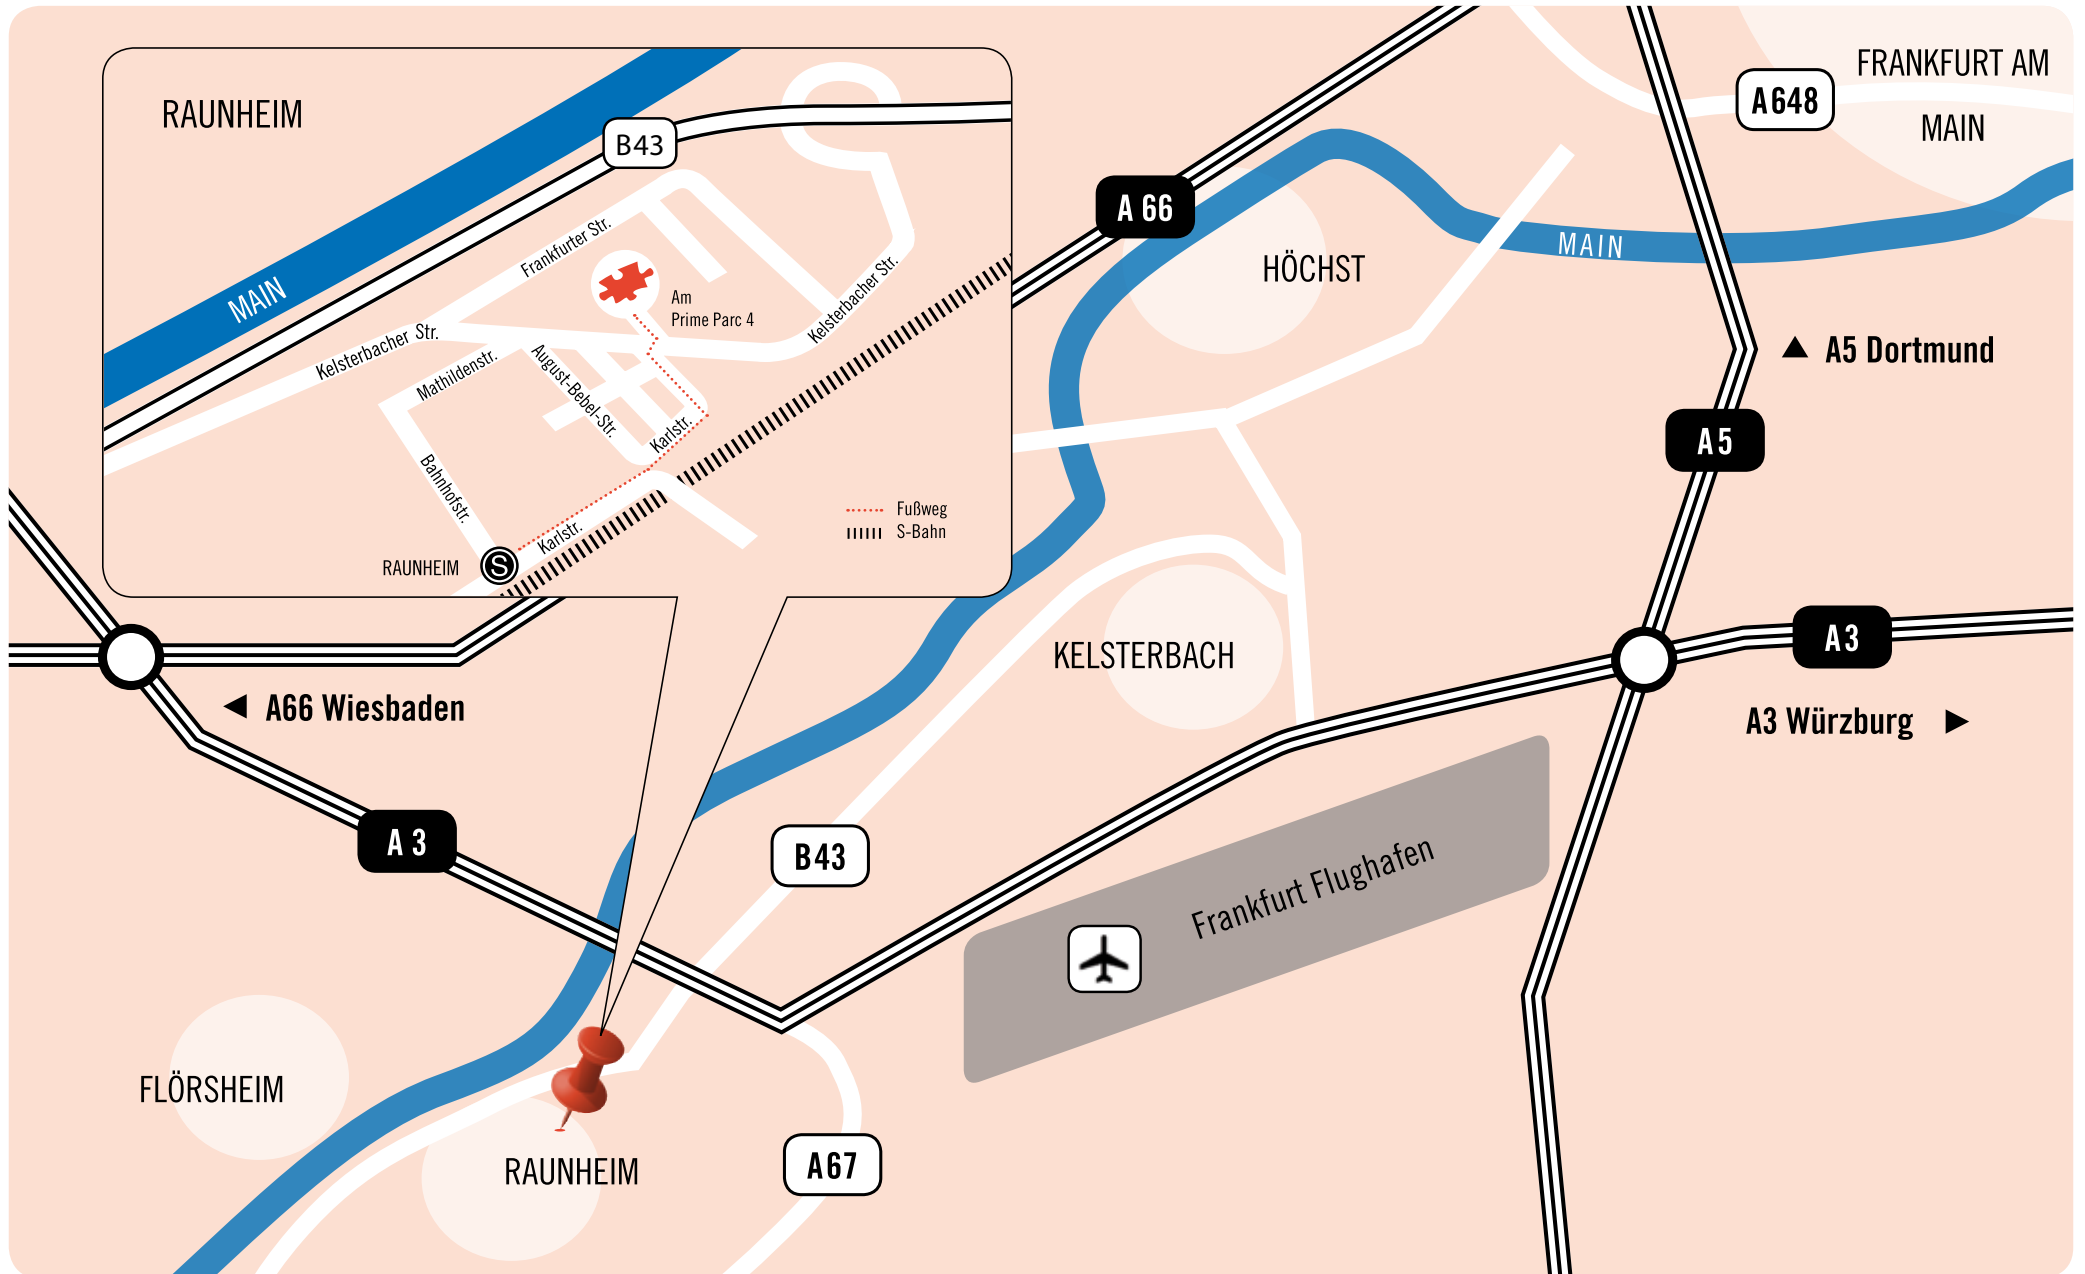 RAUNHEIM
B43
MAIN
Frankfurter Str.
Am
Prime Parc 4
Kelsterbacher Str.
Kelsterbacher Str.
Mathildenstr.
August-Bebel-Str.
Karlstr.
Bahnhofstr.
Karlstr.
RAUNHEIM
S
Fußweg
S-Bahn
FRANKFURT AM
MAIN
A648
A 66
HÖCHST
MAIN
A5 Dortmund
A5
A3
A3 Würzburg
KELSTERBACH
A66 Wiesbaden
A 3
B43
Frankfurt Flughafen
FLÖRSHEIM
RAUNHEIM
A67